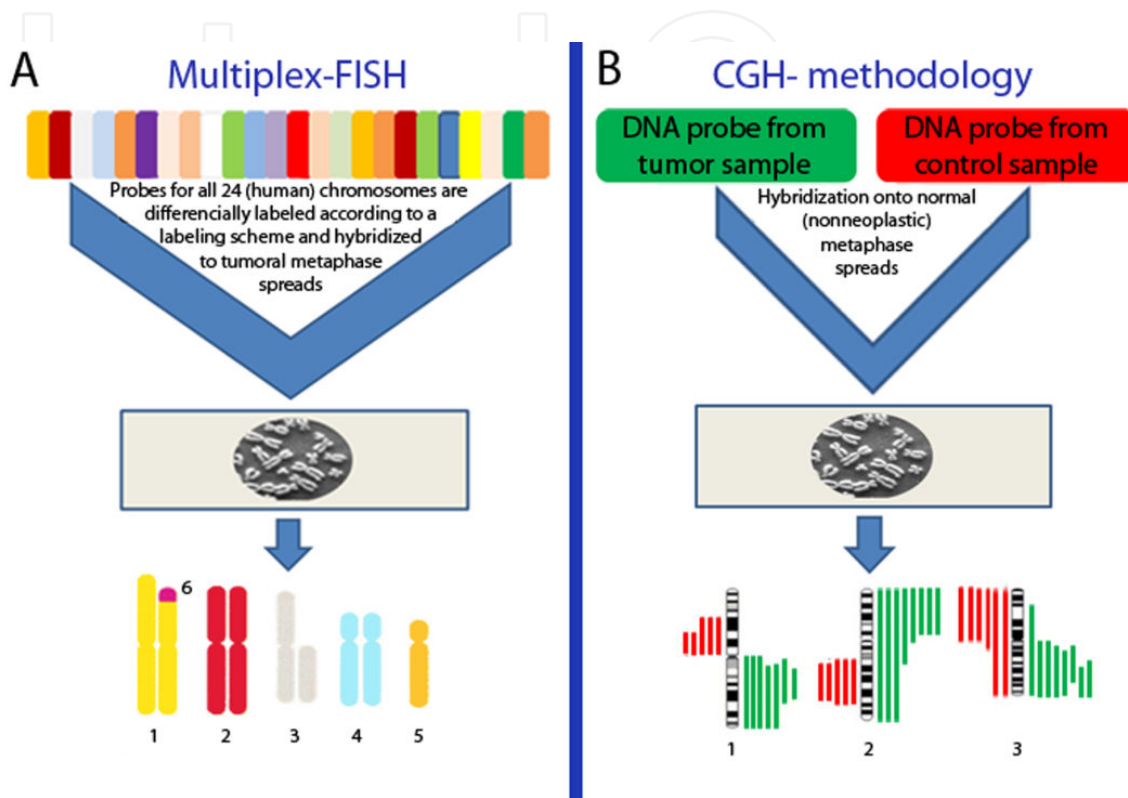 A
Multiplex-FISH
Probes for all 24 (human) chromosomes are
differencially labeled according to a
labeling scheme and hybridized
to tumoral metaphase
spreads
6
1 2 3 4 5
B
CGH- methodology
DNA probe from
tumor sample
DNA probe from
control sample
Hybridization onto normal
(nonneoplastic)
metaphase
spreads
1 2 3